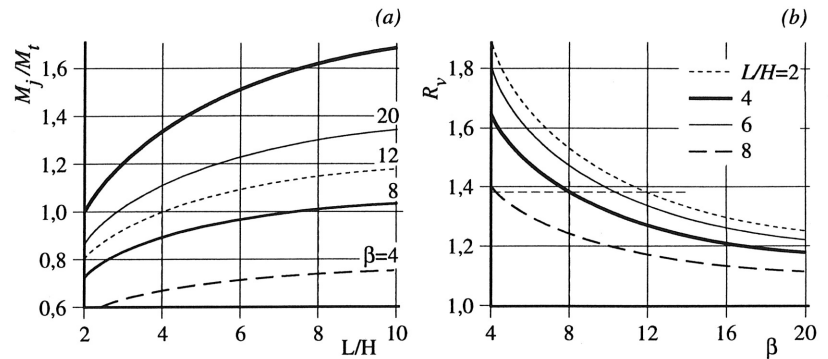 (a)
M_j/M_t
1,6
1,4
1,2
1,0
0,8
0,6
20
12
8
β=4
2 4 6 8 10
L/H
(b)
R_v
1,8
1,6
1,4
1,2
1,0
L/H=2
4
6
8
4 8 12 16 20
β